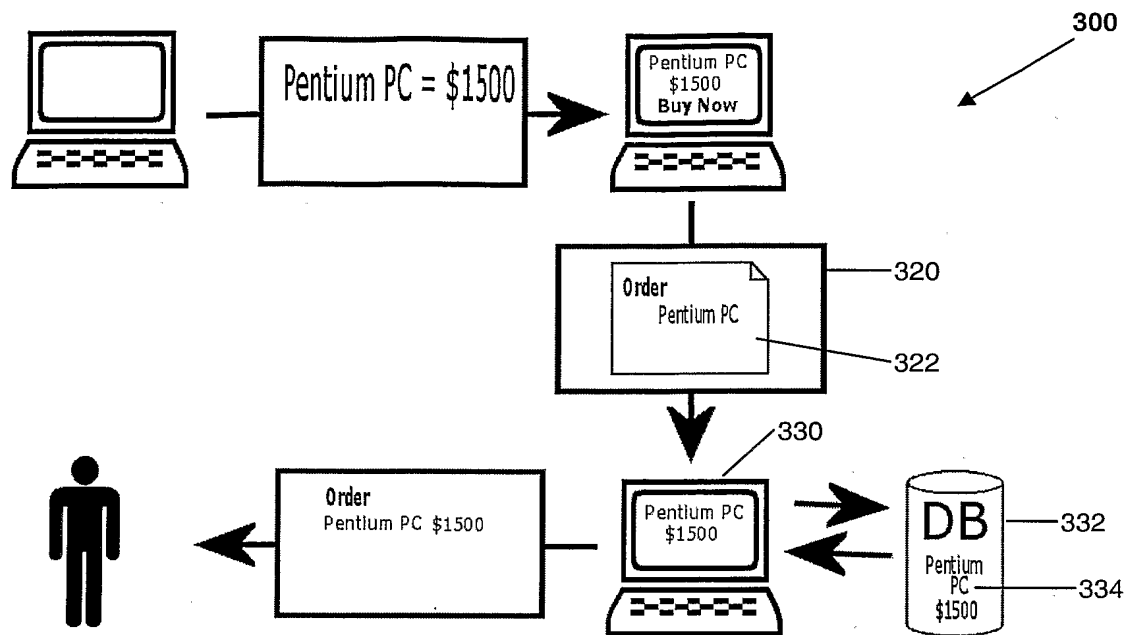 300
Pentium PC = $1500
Pentium PC
$1500
Buy Now
320
Order
Pentium PC
322
330
Order
Pentium PC $1500
Pentium PC
$1500
DB
332
Pentium
PC
334
$1500